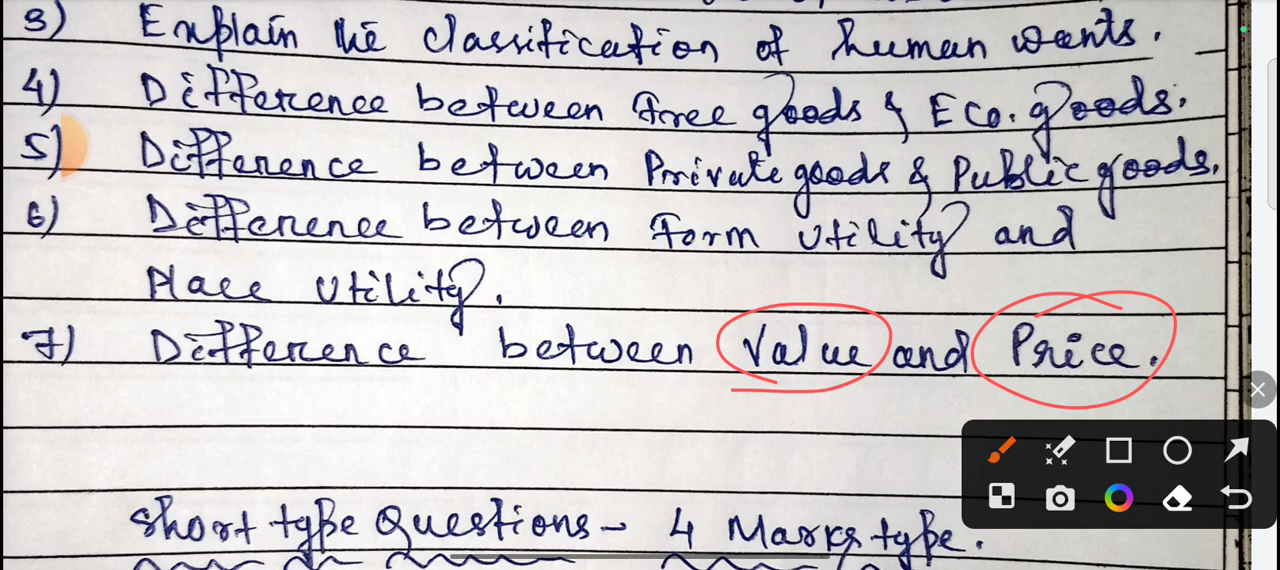 3) Explain the classification of human wants.
4) Difference between free goods & Eco. goods.
5) Difference between Private goods & Public goods.
6) Difference between form utility and
Place utility.
7) Difference between Value and Price.
short type Questions - 4 Marks type.